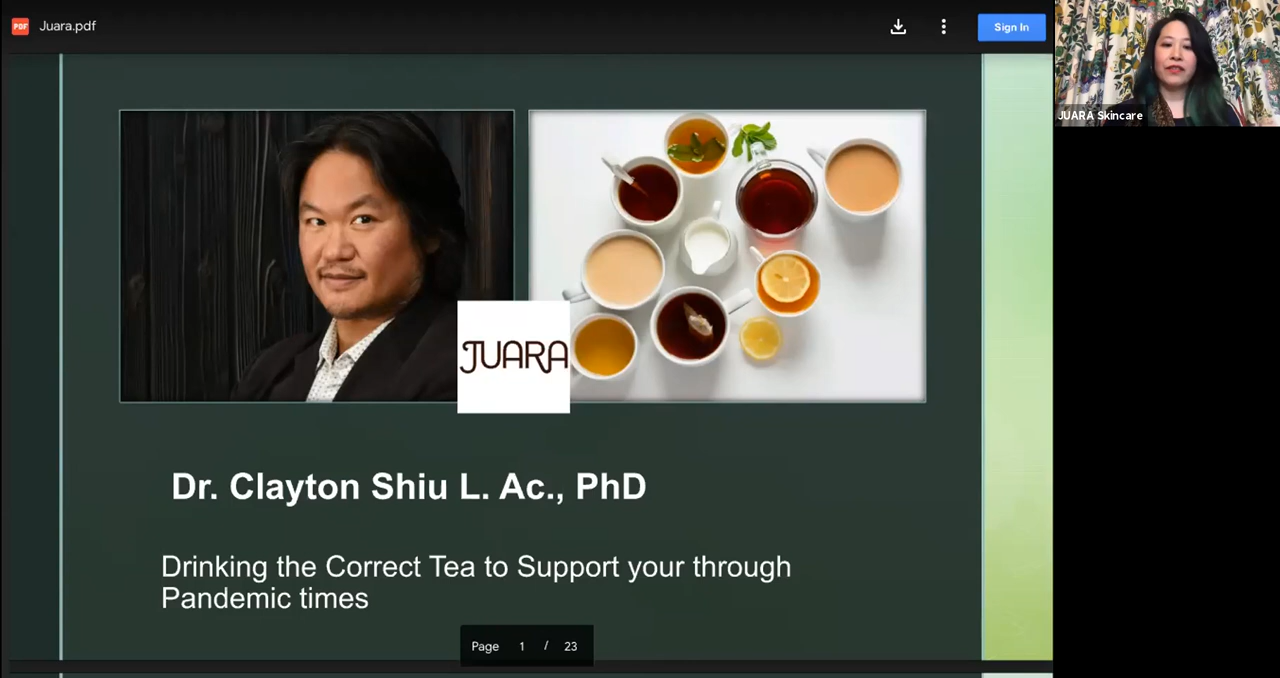 PDF
Juara.pdf
Sign In
JUARA Skincare
JUARA
Dr. Clayton Shiu L. Ac., PhD
Drinking the Correct Tea to Support your through
Pandemic times
Page 1 / 23